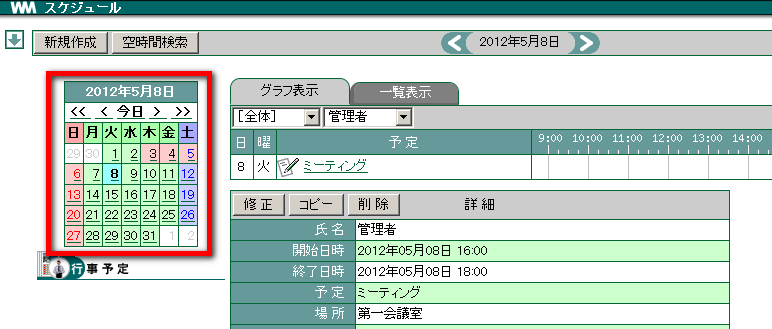 WM スケジュール
新規作成 空時間検索 2012年5月8日
2012年5月8日
<< < 今日 > >>
日 月 火 水 木 金 土
29 30 1 2 3 4 5
6 7 8 9 10 11 12
13 14 15 16 17 18 19
20 21 22 23 24 25 26
27 28 29 30 31 1 2
行事予定
グラフ表示 一覧表示
[全体] 管理者
日 曜 予定 9:00 10:00 11:00 12:00 13:00 14:00
8 火 ミーティング
修正 コピー 削除 詳細
氏名 管理者
開始日時 2012年05月08日 16:00
終了日時 2012年05月08日 18:00
予定 ミーティング
場所 第一会議室